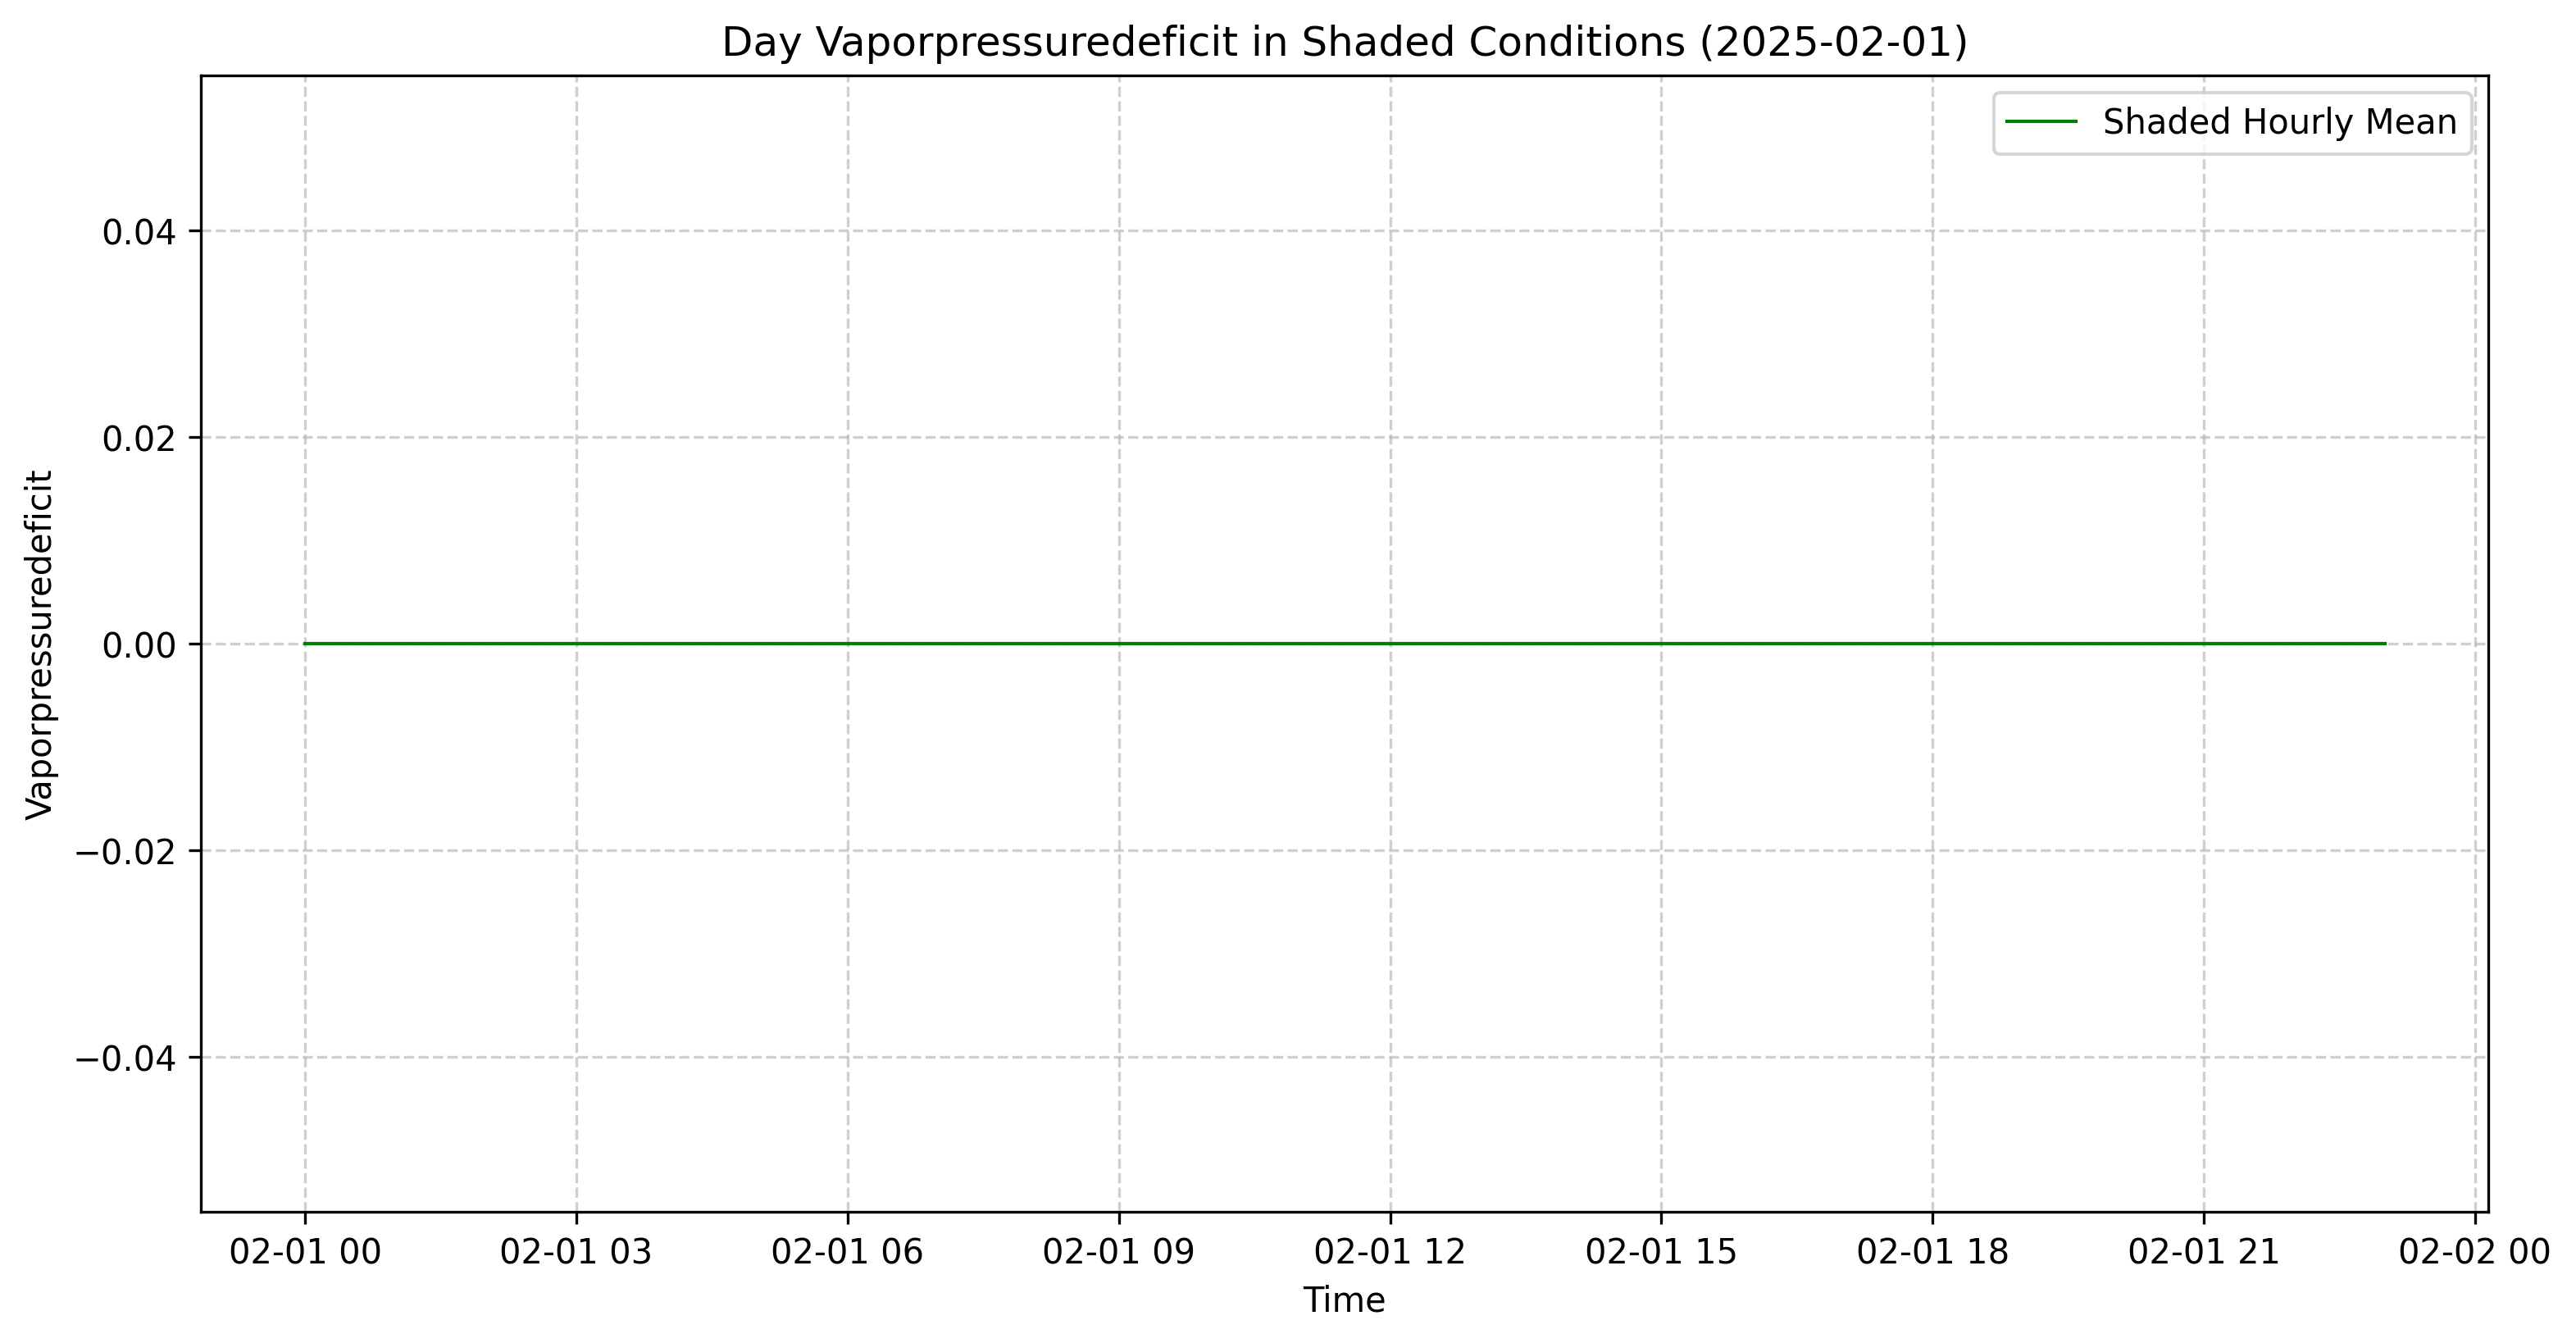 Day Vaporpressuredeficit in Shaded Conditions (2025-02-01)
Shaded Hourly Mean
Vaporpressuredeficit
0.04
0.02
0.00
−0.02
−0.04
02-01 00 02-01 03 02-01 06 02-01 09 02-01 12 02-01 15 02-01 18 02-01 21 02-02 00
Time